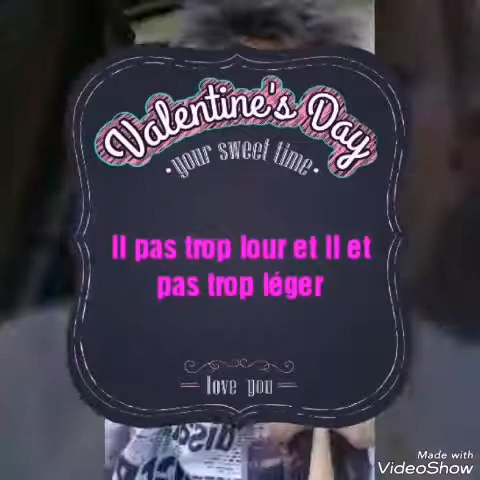 Valentine's Day
your sweet time
Il pas trop lour et Il et
pas trop léger
love you
Made with
VideoShow